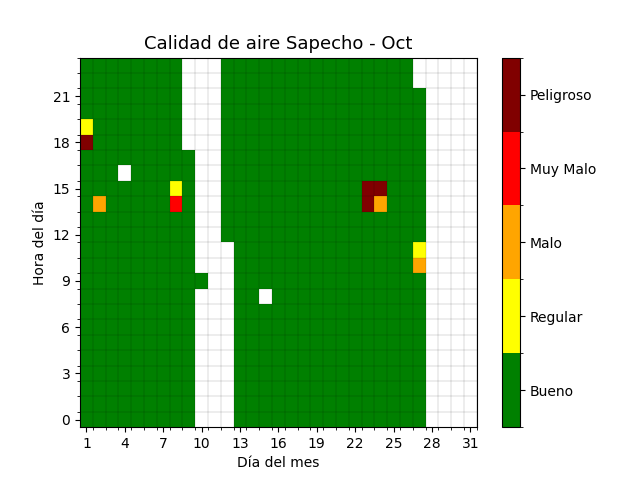 Calidad de aire Sapecho - Oct
Hora del día
21
18
15
12
9
6
3
0
1 4 7 10 13 16 19 22 25 28 31
Día del mes
Peligroso
Muy Malo
Malo
Regular
Bueno